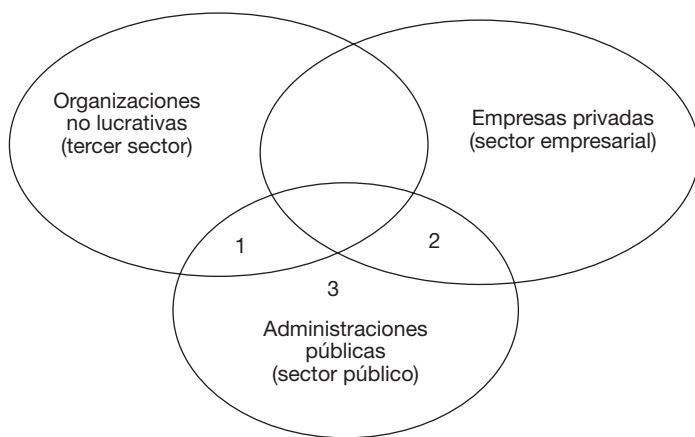 Organizaciones
no lucrativas
(tercer sector)
Empresas privadas
(sector empresarial)
1
2
3
Administraciones
públicas
(sector público)